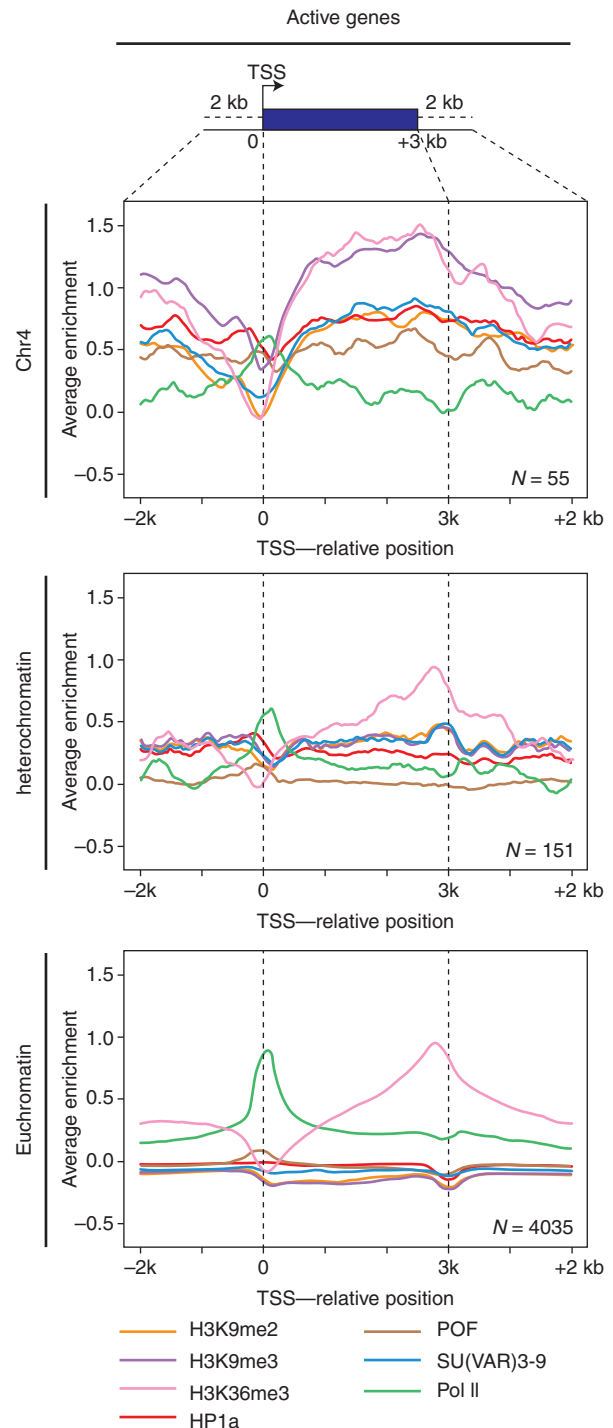 Active genes
TSS
2 kb 2 kb
0 +3 kb
Chr4
Average enrichment
1.5
1.0
0.5
0.0
−0.5
N = 55
−2k 0 3k +2 kb
TSS—relative position
heterochromatin
Average enrichment
1.5
1.0
0.5
0.0
−0.5
N = 151
−2k 0 3k +2 kb
TSS—relative position
Euchromatin
Average enrichment
1.5
1.0
0.5
0.0
−0.5
N = 4035
−2k 0 3k +2 kb
TSS—relative position
H3K9me2 POF
H3K9me3 SU(VAR)3-9
H3K36me3 Pol II
HP1a